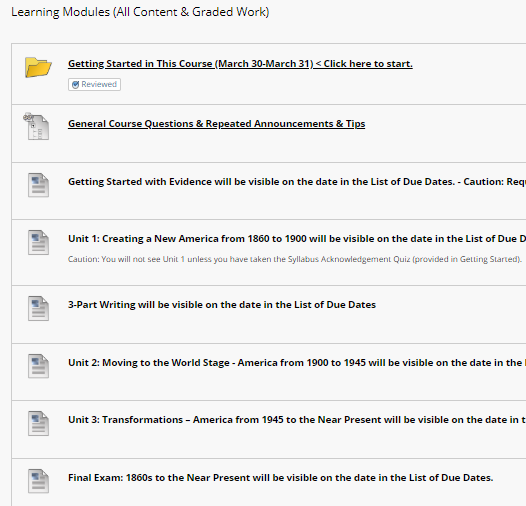 Learning Modules (All Content & Graded Work)
Getting Started in This Course (March 30-March 31) < Click here to start.
Reviewed
General Course Questions & Repeated Announcements & Tips
Getting Started with Evidence will be visible on the date in the List of Due Dates. - Caution: Requ
Unit 1: Creating a New America from 1860 to 1900 will be visible on the date in the List of Due D
Caution: You will not see Unit 1 unless you have taken the Syllabus Acknowledgement Quiz (provided in Getting Started).
3-Part Writing will be visible on the date in the List of Due Dates
Unit 2: Moving to the World Stage - America from 1900 to 1945 will be visible on the date in the
Unit 3: Transformations – America from 1945 to the Near Present will be visible on the date in t
Final Exam: 1860s to the Near Present will be visible on the date in the List of Due Dates.